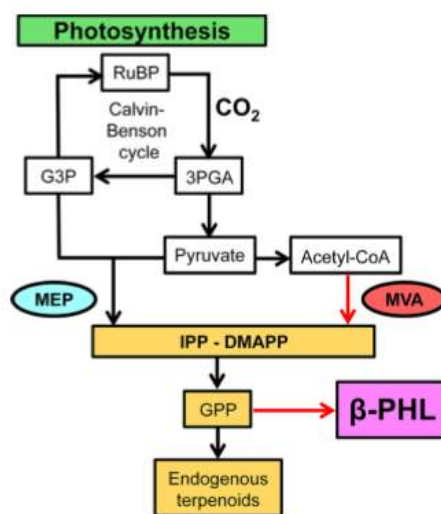 Photosynthesis
RuBP
Calvin-
Benson
cycle
CO₂
G3P
3PGA
Pyruvate
Acetyl-CoA
MEP
MVA
IPP - DMAPP
GPP
β-PHL
Endogenous
terpenoids